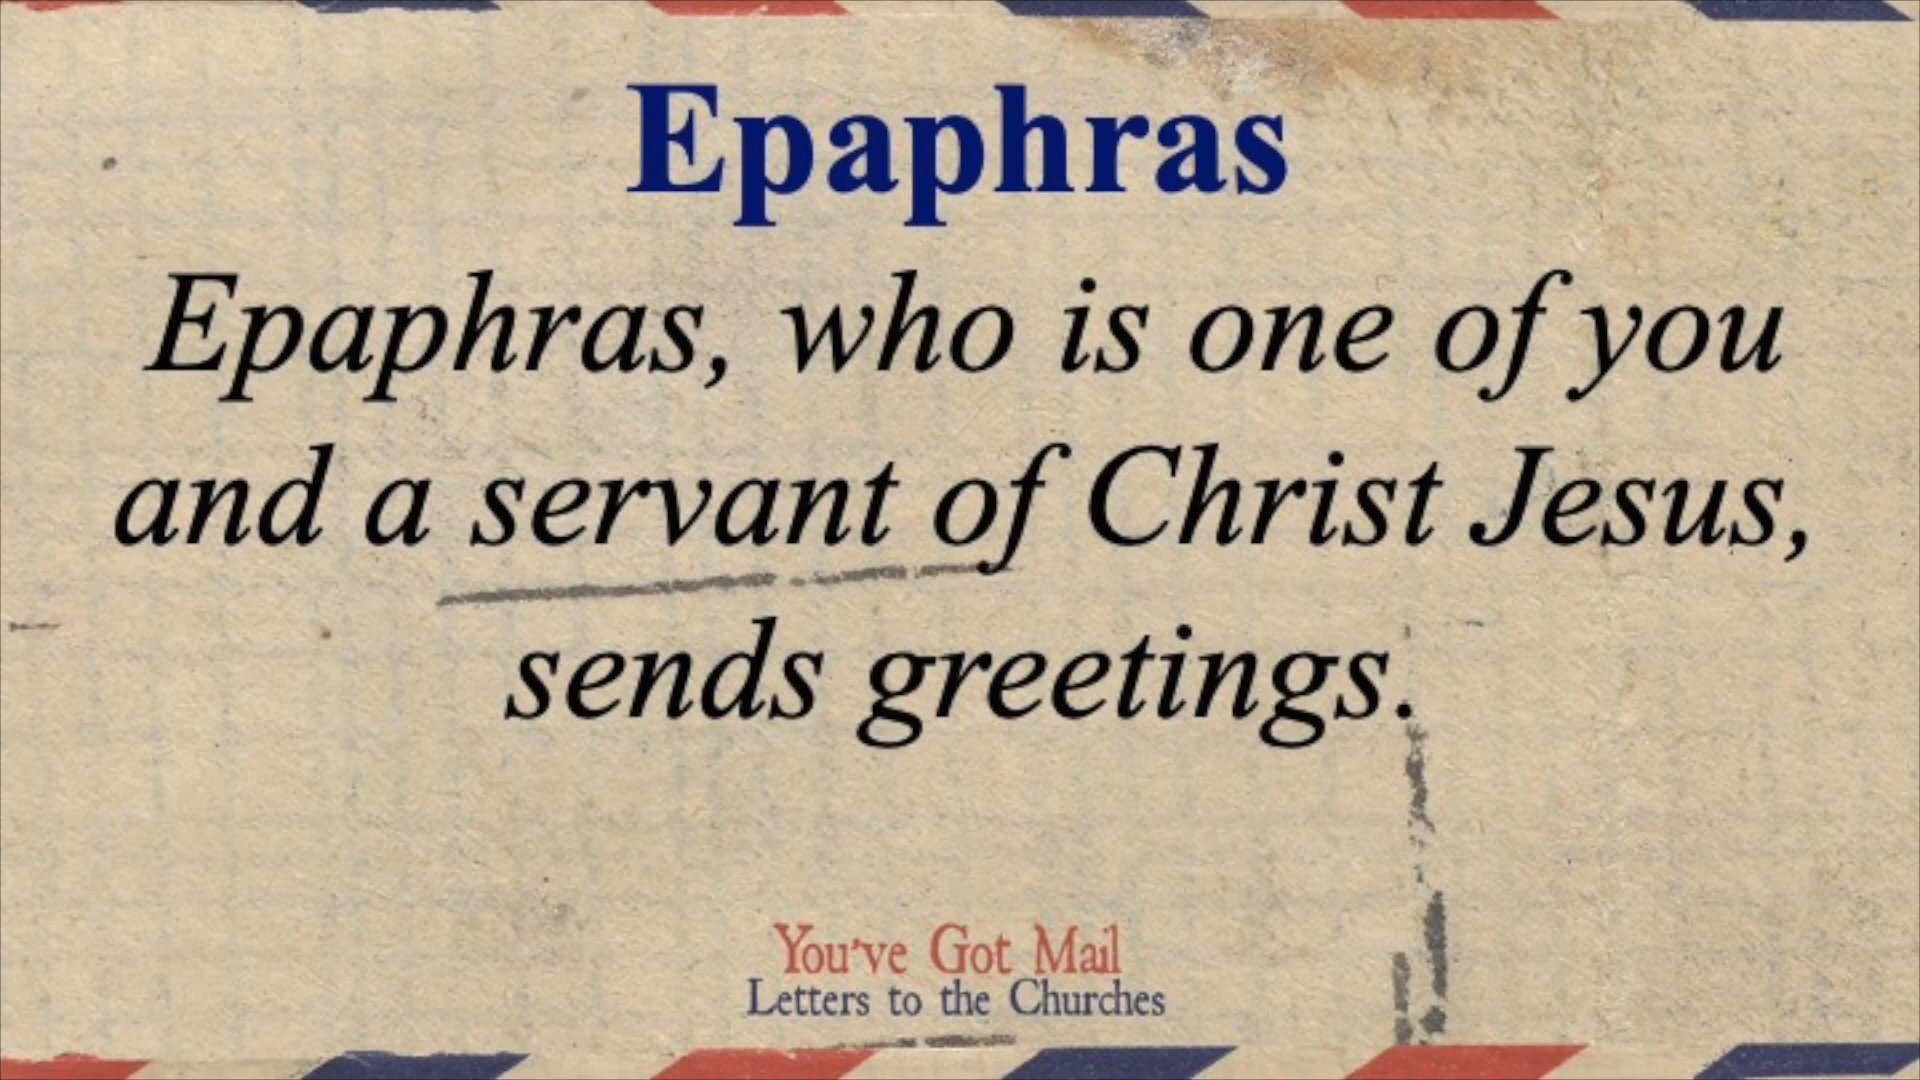 Epaphras
Epaphras, who is one of you
and a servant of Christ Jesus,
sends greetings.
You've Got Mail
Letters to the Churches